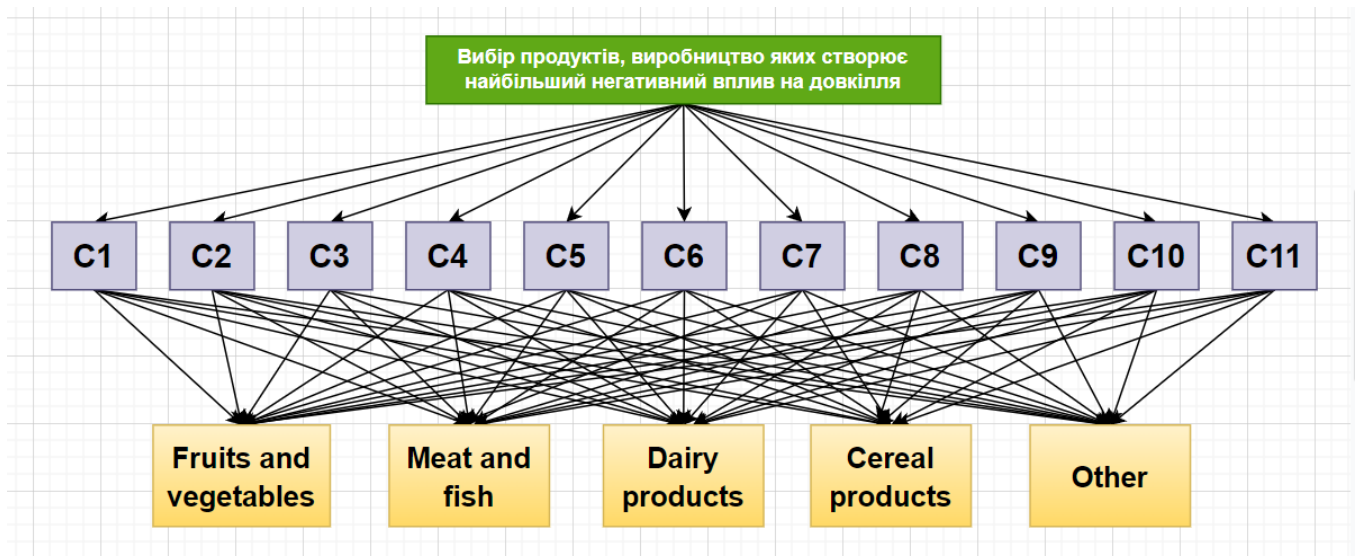 Вибір продуктів, виробництво яких створює
найбільший негативний вплив на довкілля
C1 C2 C3 C4 C5 C6 C7 C8 C9 C10 C11
Fruits and
vegetables
Meat and
fish
Dairy
products
Cereal
products
Other